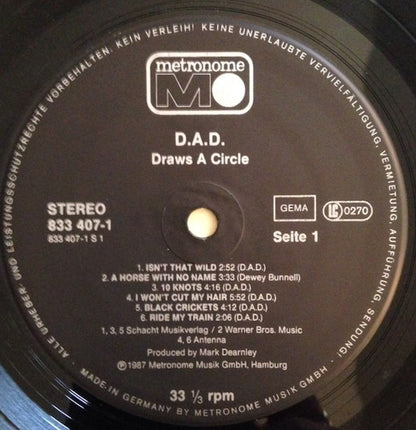 ALLE URHEBER- UND LEISTUNGSSCHUTZRECHTE VORBEHALTEN. KEIN VERLEIH! KEINE UNERLAUBTE VERVIELFÄLTIGUNG, VERMIETUNG, AUFFÜHRUNG, SENDUNG!
metronome
M
D.A.D.
Draws A Circle
STEREO
833 407-1
833 407-1 S 1
GEMA
LC 0270
Seite 1
1. ISN'T THAT WILD 2:52 (D.A.D.)
2. A HORSE WITH NO NAME 3:33 (Dewey Bunnell)
3. 10 KNOTS 4:16 (D.A.D.)
4. I WON'T CUT MY HAIR 5:52 (D.A.D.)
5. BLACK CRICKETS 4:12 (D.A.D.)
6. RIDE MY TRAIN 2:06 (D.A.D.)
1, 3, 5 Schacht Musikverlag / 2 Warner Bros. Music
4, 6 Antenna
Produced by Mark Dearnley
Ⓟ1987 Metronome Musik GmbH, Hamburg
33 ⅓ rpm
MADE IN GERMANY BY METRONOME MUSIK GMBH